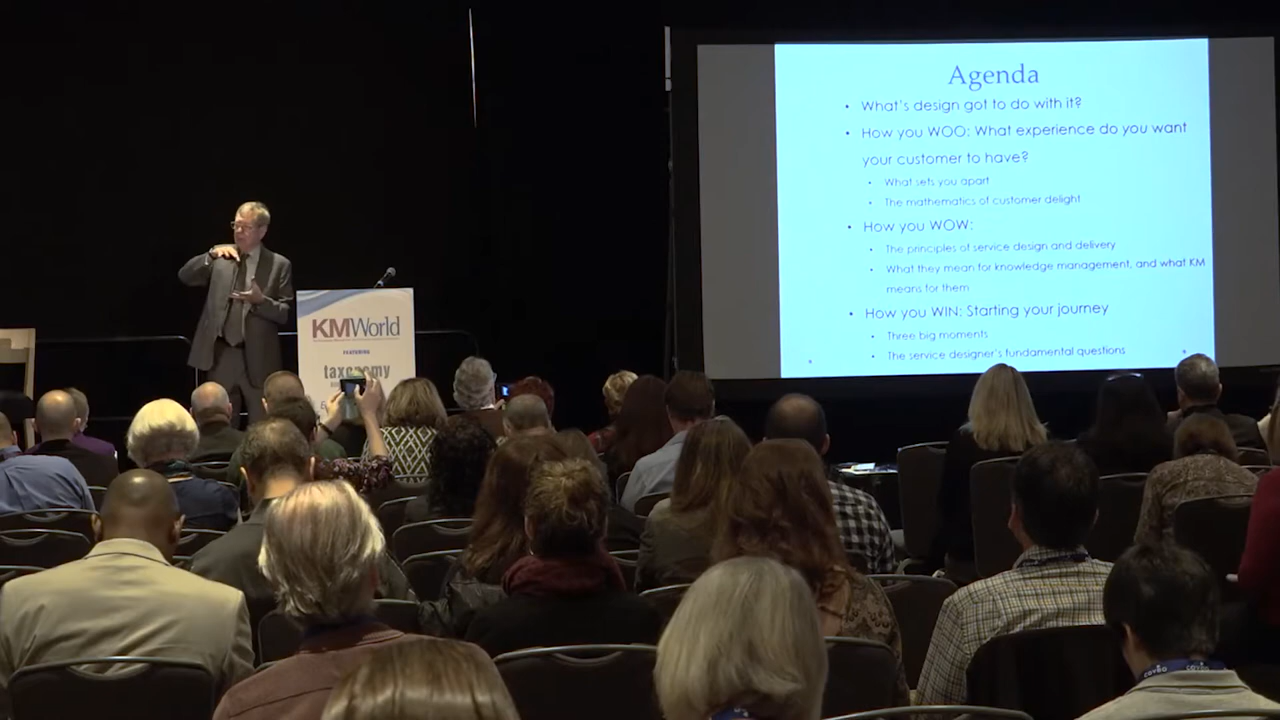 Agenda
• What's design got to do with it?
• How you WOO: What experience do you want
your customer to have?
• What sets you apart
• The mathematics of customer delight
• How you WOW:
• The principles of service design and delivery
• What they mean for knowledge management, and what KM
means for them
• How you WIN: Starting your journey
• Three big moments
• The service designer's fundamental questions
KMWorld
FEATURING